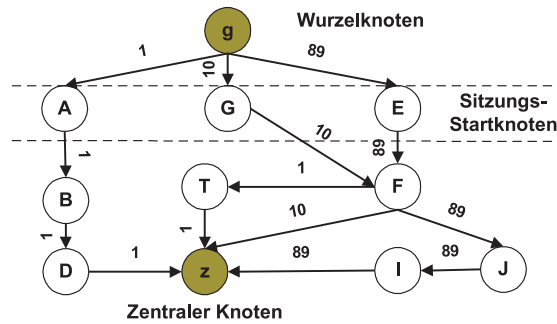 Wurzelknoten
g
1
10
89
A
G
E
Sitzungs-
Startknoten
1
10
89
B
T
1
F
1
1
10
89
D
1
z
89
I
89
J
Zentraler Knoten